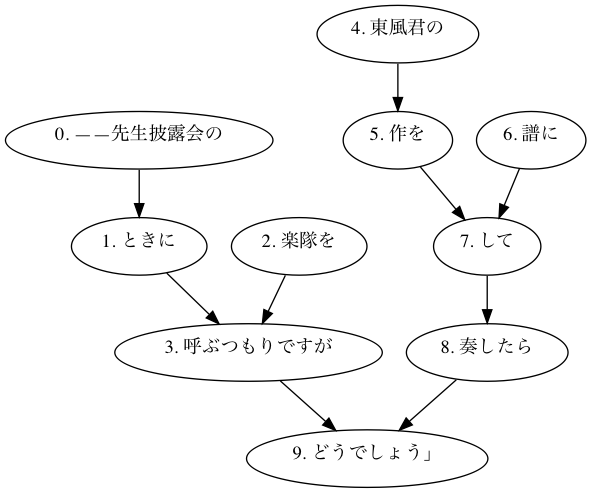 4. 東風君の
0. ——先生披露会の
5. 作を
6. 譜に
1. ときに
2. 楽隊を
7. して
3. 呼ぶつもりですが
8. 奏したら
9. どうでしょう」